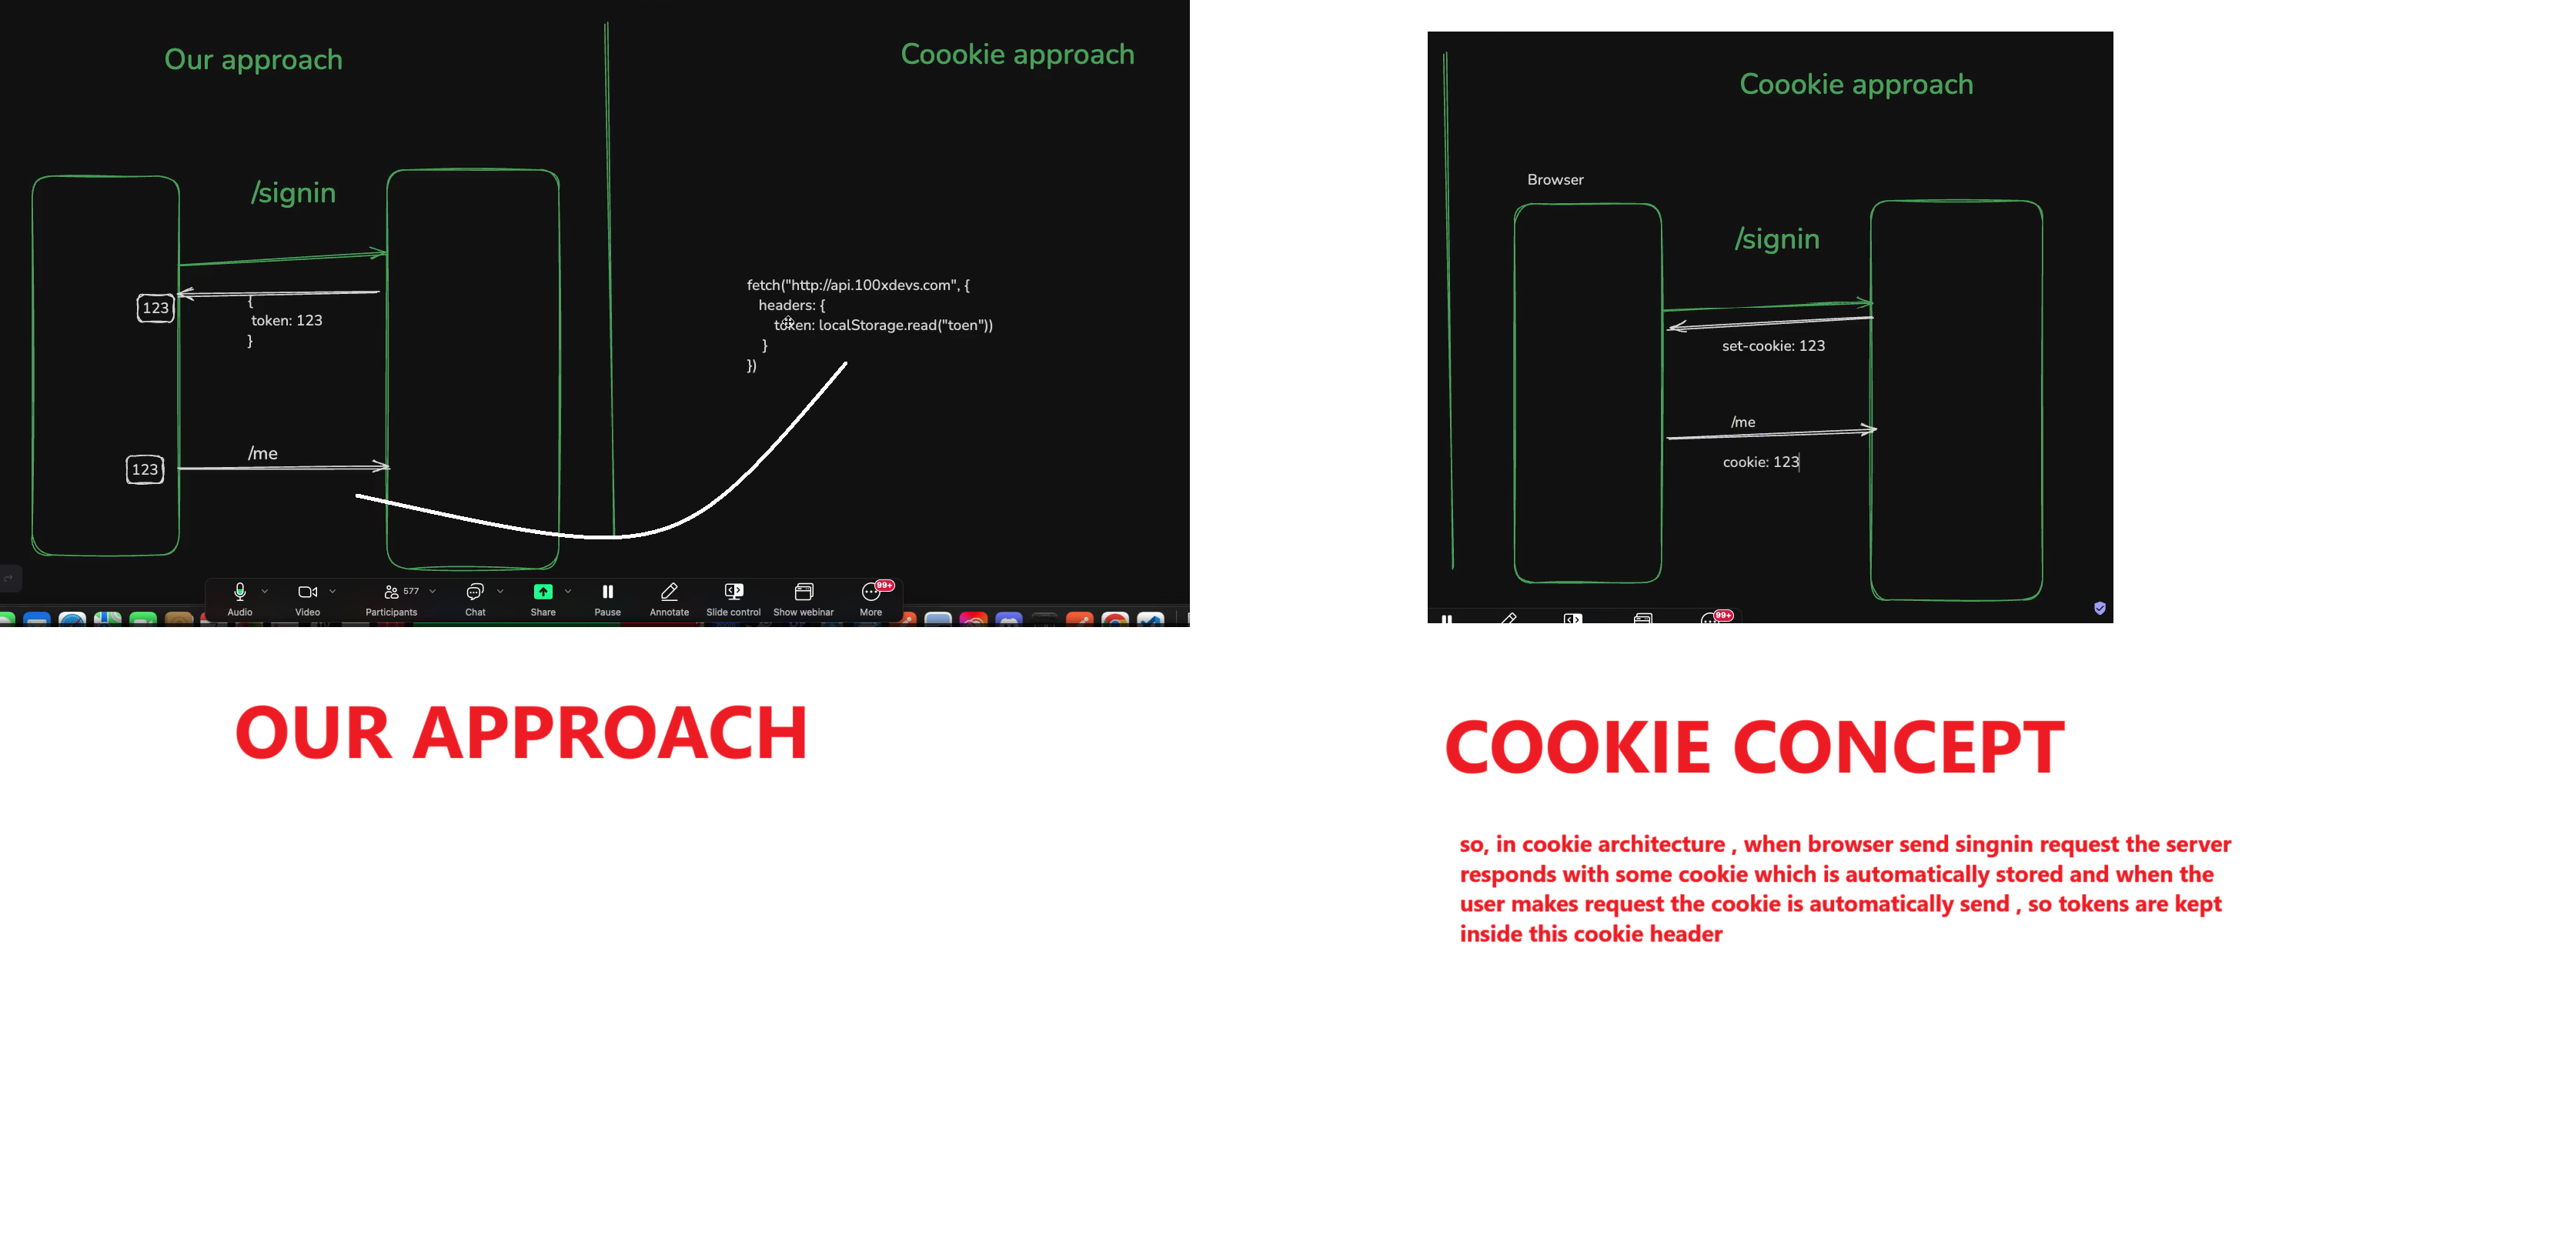 Our approach
Coookie approach
/signin
123
{
token: 123
}
/me
123
fetch("http://api.100xdevs.com", {
headers: {
token: localStorage.read("toen"))
}
})
Audio
Video
577
Participants
Chat
Share
Pause
Annotate
Slide control
Show webinar
99+
More
Coookie approach
Browser
/signin
set-cookie: 123
/me
cookie: 123
99+
OUR APPROACH
COOKIE CONCEPT
so, in cookie architecture , when browser send singnin request the server
responds with some cookie which is automatically stored and when the
user makes request the cookie is automatically send , so tokens are kept
inside this cookie header